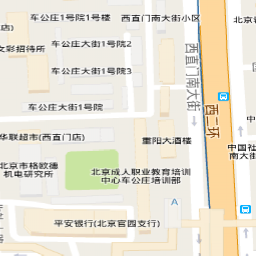 车公庄1号院1号楼
西直门南大街小区
北京
文彩招待所
车公庄大街1号院2
车公庄大街1号院3
西直门南大街
车公庄大街1号院
西二环
华联超市(西直门店)
重阳大酒楼
中国社
南大街
北京市格欧德
机电研究所
北京成人职业教育培训
中心车公庄培训部
平安银行(北京官园支行)